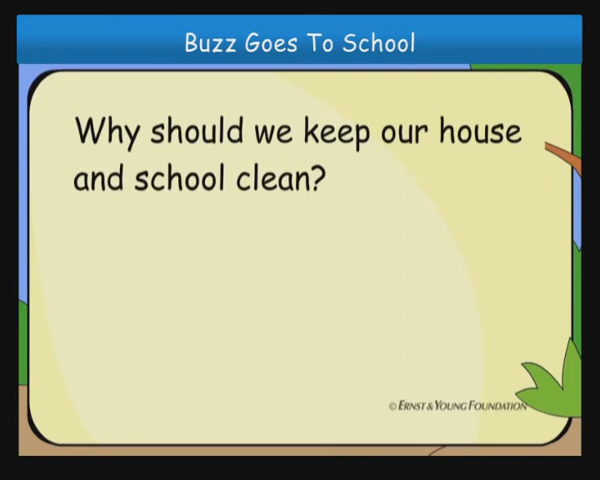 Buzz Goes To School
Why should we keep our house
and school clean?
© ERNST & YOUNG FOUNDATION